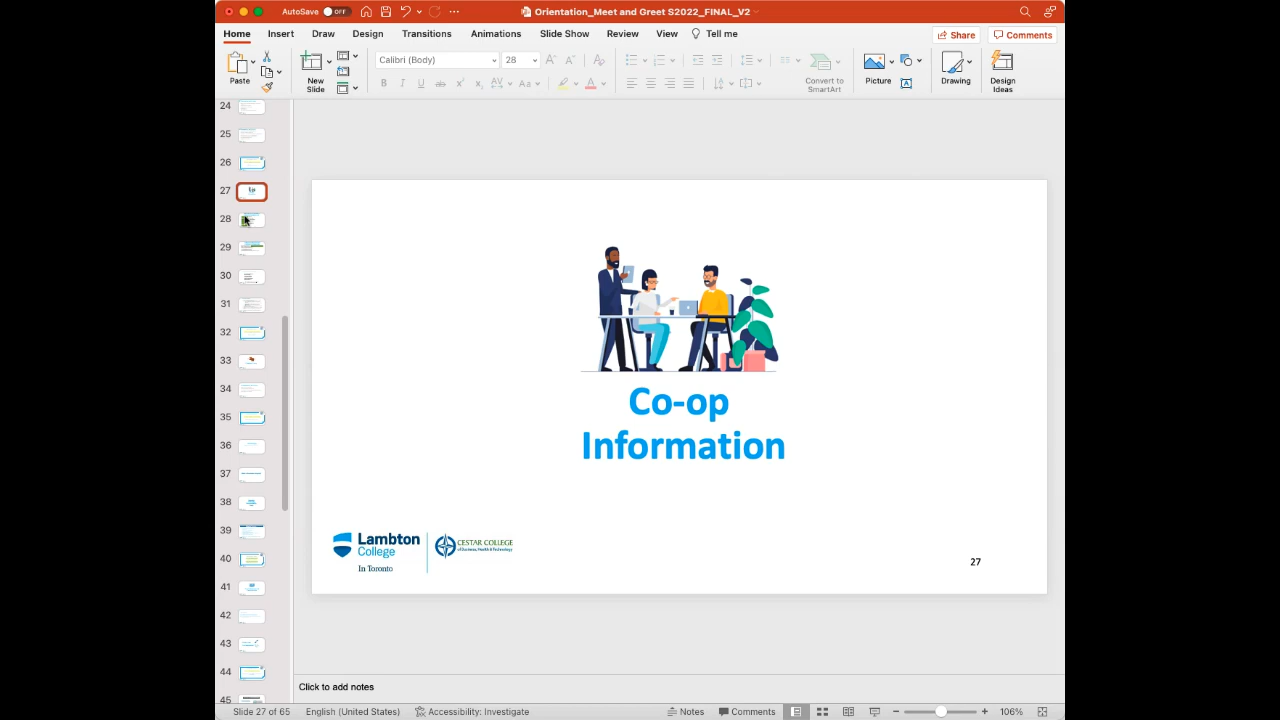 AutoSave OFF
Orientation_Meet and Greet S2022_FINAL_V2
Home Insert Draw Design Transitions Animations Slide Show Review View Tell me Share Comments
Paste New Slide Calibri (Body) 28 Convert to SmartArt Picture Drawing Design Ideas
24
25
26
27
28
29
30
31
32
33
34
35
36
37
38
39
40
41
42
43
44
45
Co-op
Information
Lambton
College
In Toronto
CESTAR COLLEGE
of Business, Health & Technology
27
Click to add notes
Slide 27 of 65 English (United States) Accessibility: Investigate Notes Comments 106%